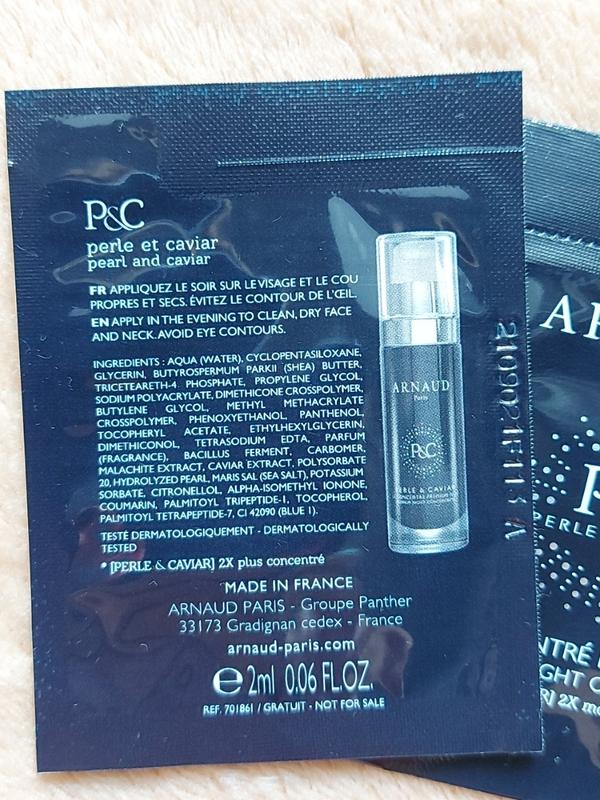 P&C
perle et caviar
pearl and caviar
FR APPLIQUEZ LE SOIR SUR LE VISAGE ET LE COU
PROPRES ET SECS. ÉVITEZ LE CONTOUR DE L'ŒIL.
EN APPLY IN THE EVENING TO CLEAN, DRY FACE
AND NECK. AVOID EYE CONTOURS.
INGREDIENTS : AQUA (WATER), CYCLOPENTASILOXANE,
GLYCERIN, BUTYROSPERMUM PARKII (SHEA) BUTTER,
TRICETEARETH-4 PHOSPHATE, PROPYLENE GLYCOL,
SODIUM POLYACRYLATE, DIMETHICONE CROSSPOLYMER,
BUTYLENE GLYCOL, METHYL METHACRYLATE
CROSSPOLYMER, PHENOXYETHANOL, PANTHENOL,
TOCOPHERYL ACETATE, ETHYLHEXYLGLYCERIN,
DIMETHICONOL, TETRASODIUM EDTA, PARFUM
(FRAGRANCE), BACILLUS FERMENT, CARBOMER,
MALACHITE EXTRACT, CAVIAR EXTRACT, POLYSORBATE
20, HYDROLYZED PEARL, MARIS SAL (SEA SALT), POTASSIUM
SORBATE, CITRONELLOL, ALPHA-ISOMETHYL IONONE,
COUMARIN, PALMITOYL TRIPEPTIDE-1, TOCOPHEROL,
PALMITOYL TETRAPEPTIDE-7, CI 42090 (BLUE 1).
TESTÉ DERMATOLOGIQUEMENT - DERMATOLOGICALLY
TESTED
* [PERLE & CAVIAR] 2X plus concentré
MADE IN FRANCE
ARNAUD PARIS - Groupe Panther
33173 Gradignan cedex - France
arnaud-paris.com
e 2ml 0.06 FL.OZ.
REF. 701861 / GRATUIT - NOT FOR SALE
ARNAUD
Paris
P&C
PERLE & CAVIAR
AR
P
PERLE
NTRÉ
GHT C
R] 2X mo